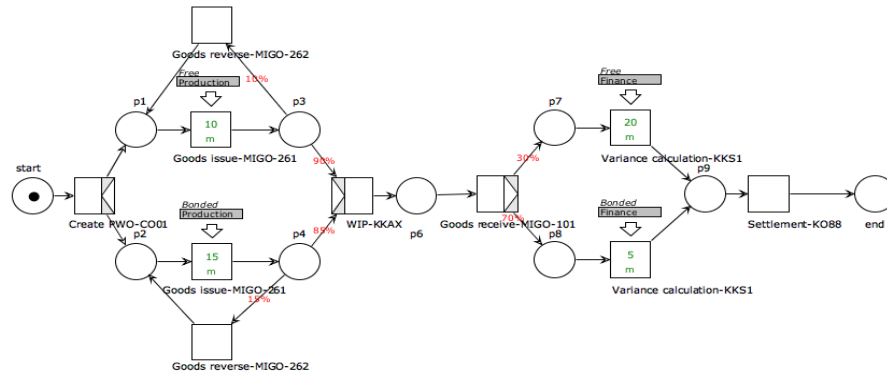 Goods reverse-MIGO-262
Free
Production
10%
Free
Finance
p1
p3
p7
10
m
20
m
Goods issue-MIGO-261
90%
30%
Variance calculation-KKS1
start
p9
Bonded
Production
Bonded
Finance
Create PWO-CO01
WIP-KKAX
p6
Goods receive-MIGO-101
70%
Settlement-KO88
end
p2
p4
85%
p8
15
m
5
m
Goods issue-MIGO-261
15%
Variance calculation-KKS1
Goods reverse-MIGO-262